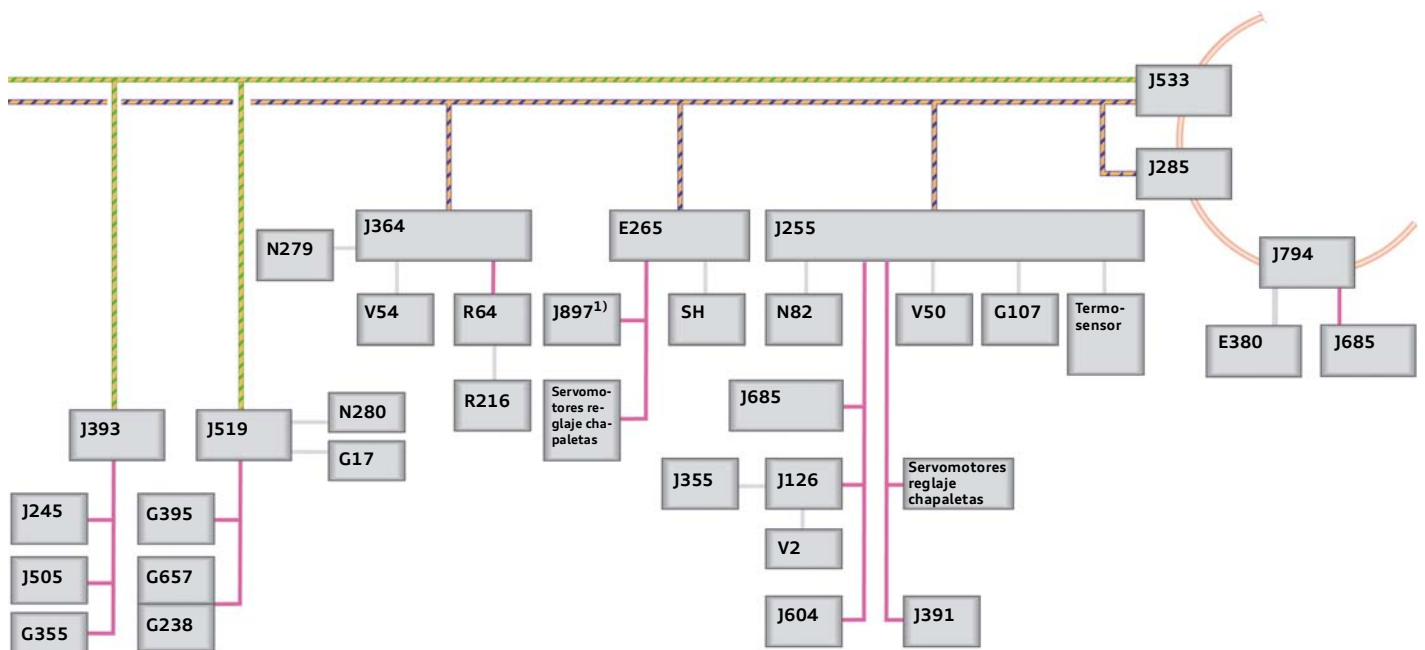 J533
J285
J364
E265
J255
N279
J794
V54
R64
J897¹⁾
SH
N82
V50
G107
Termo-
sensor
E380
J685
R216
Servomo-
tores re-
glaje cha-
paletas
J685
N280
J393
J519
G17
J355
J126
Servomotores
reglaje
chapaletas
J245
G395
V2
J505
G657
G355
G238
J604
J391